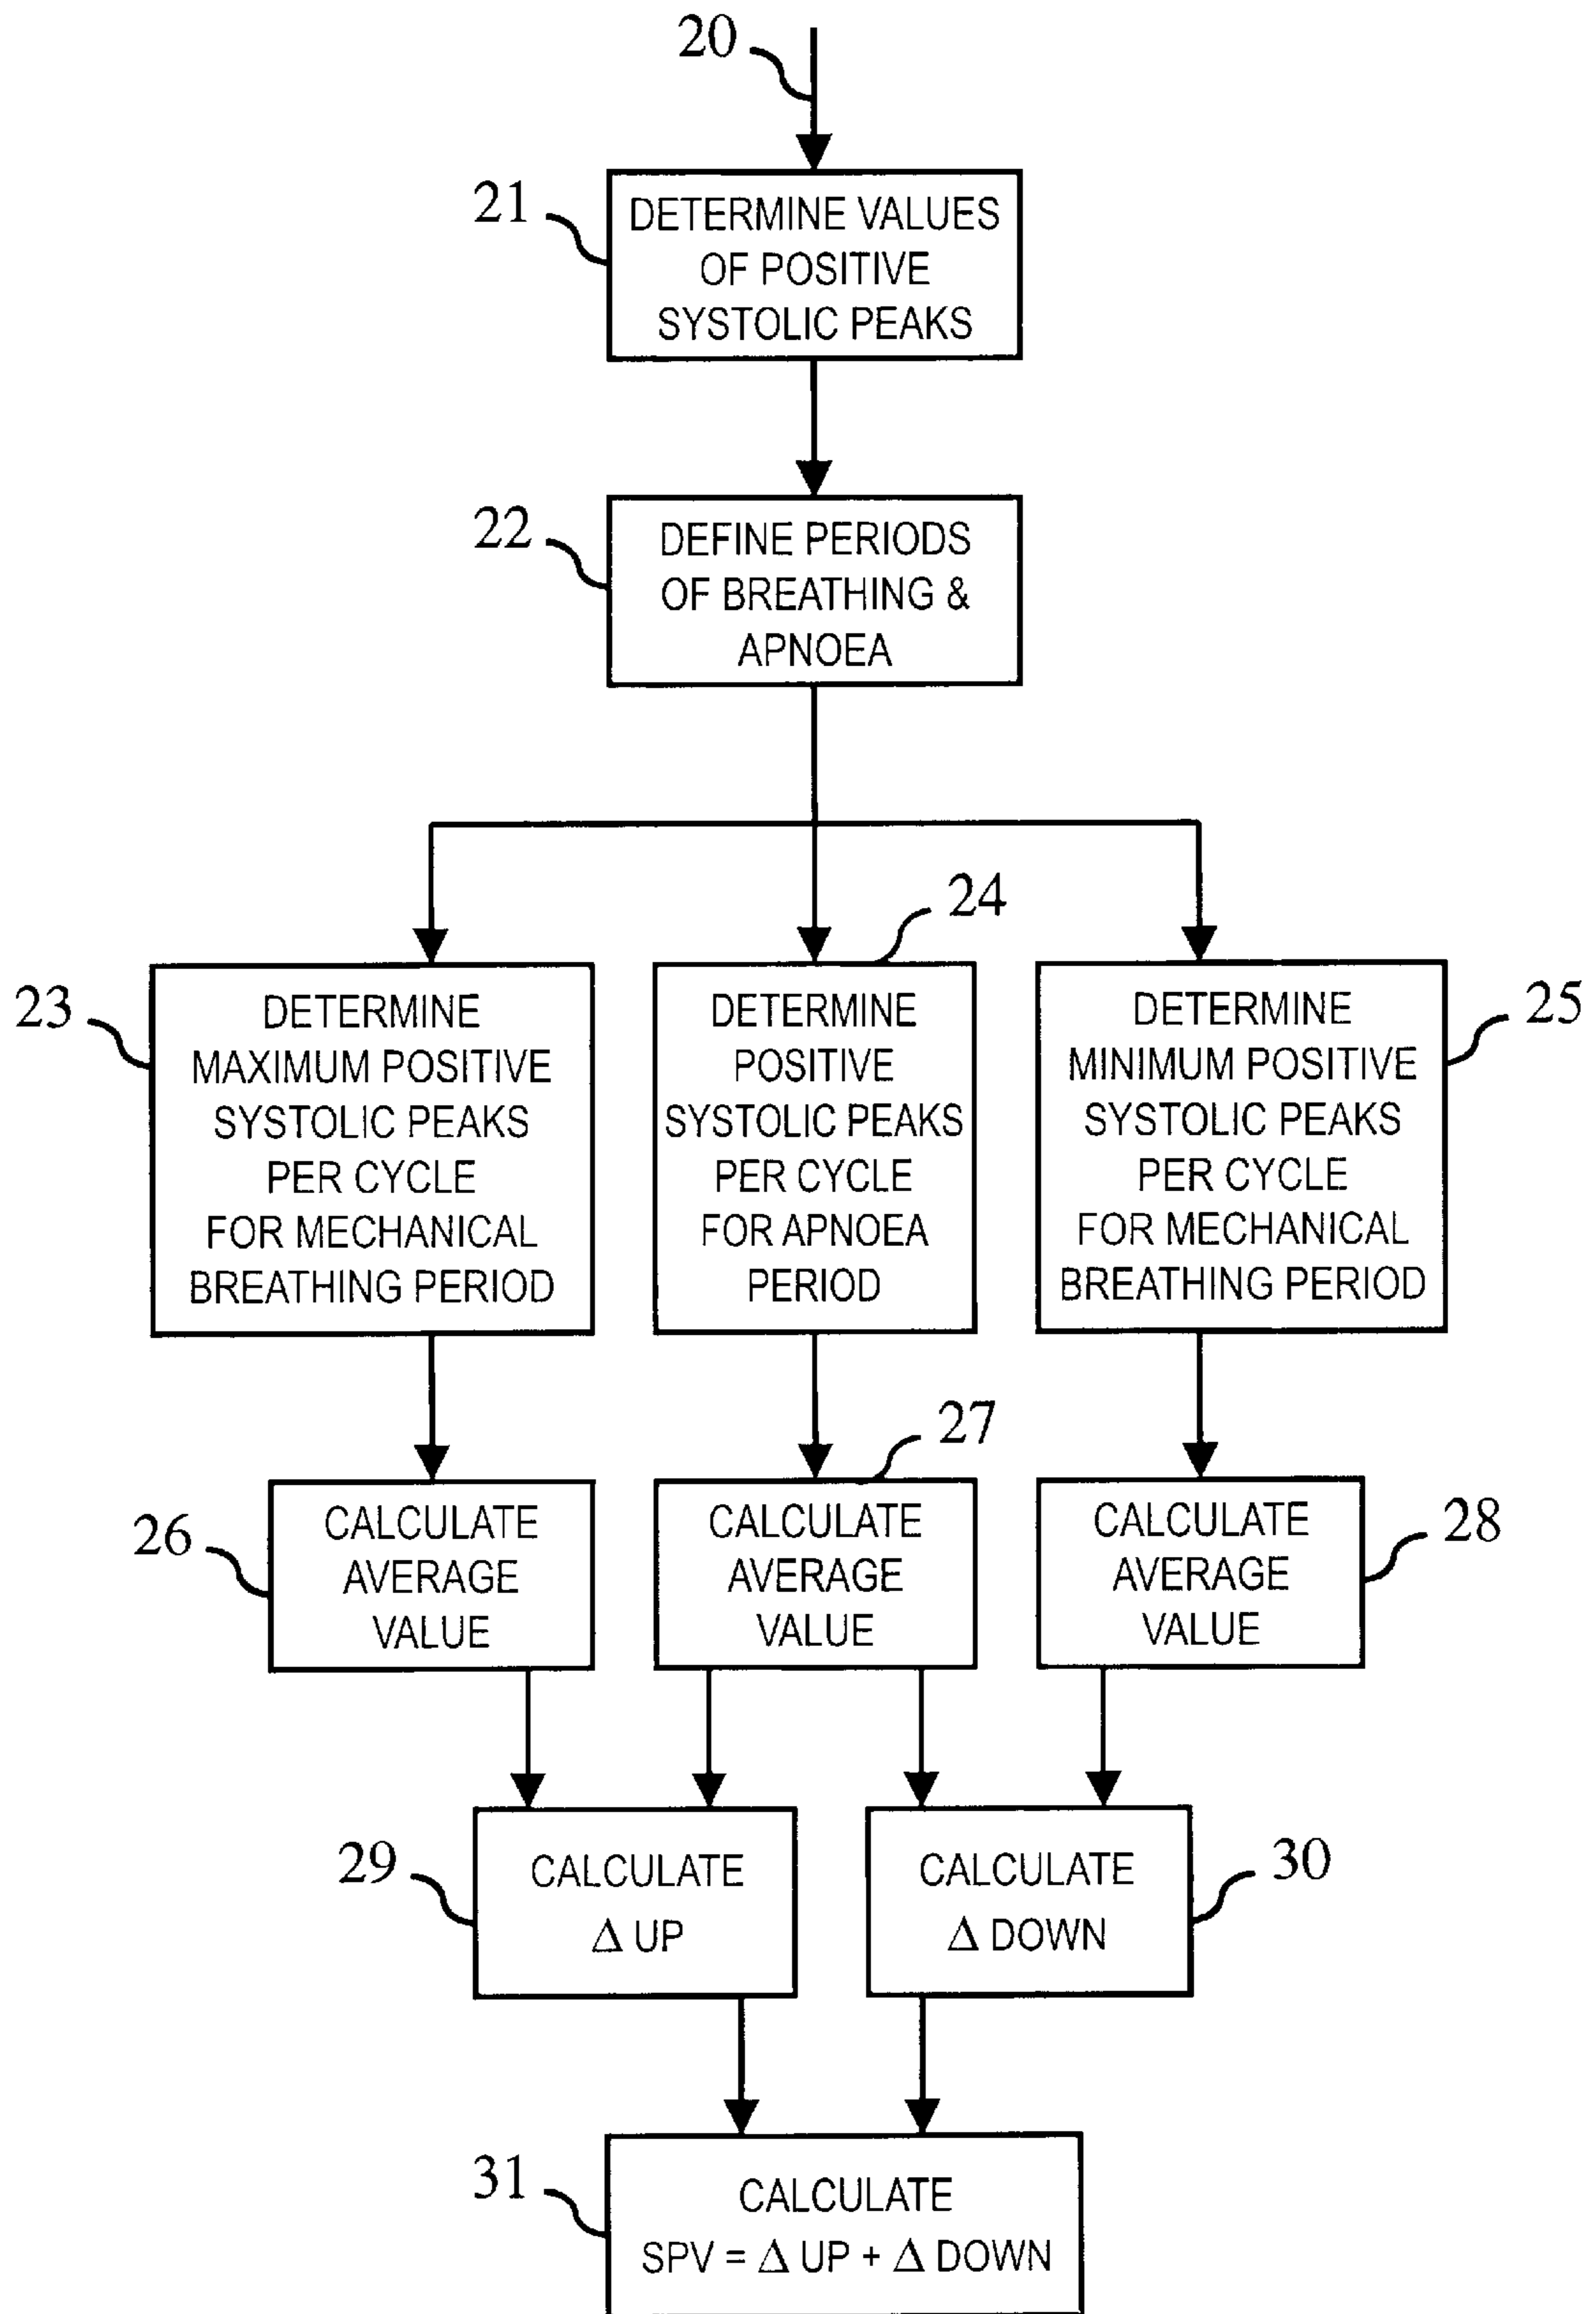 20
21
DETERMINE VALUES
OF POSITIVE
SYSTOLIC PEAKS
22
DEFINE PERIODS
OF BREATHING &
APNOEA
23
DETERMINE
MAXIMUM POSITIVE
SYSTOLIC PEAKS
PER CYCLE
FOR MECHANICAL
BREATHING PERIOD
24
DETERMINE
POSITIVE
SYSTOLIC PEAKS
PER CYCLE
FOR APNOEA
PERIOD
25
DETERMINE
MINIMUM POSITIVE
SYSTOLIC PEAKS
PER CYCLE
FOR MECHANICAL
BREATHING PERIOD
26
CALCULATE
AVERAGE
VALUE
27
CALCULATE
AVERAGE
VALUE
28
CALCULATE
AVERAGE
VALUE
29
CALCULATE
Δ UP
30
CALCULATE
Δ DOWN
31
CALCULATE
SPV = Δ UP + Δ DOWN